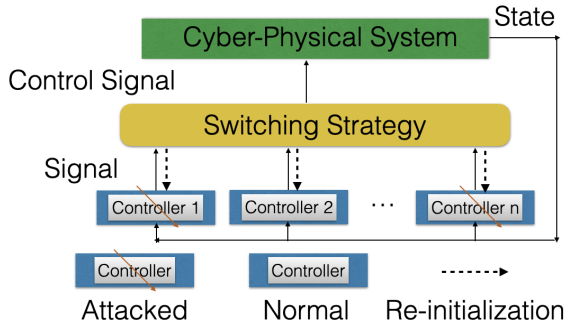 State
Cyber-Physical System
Control Signal
Switching Strategy
Signal
Controller 1
Controller 2
...
Controller n
Controller
Controller
Attacked
Normal
Re-initialization